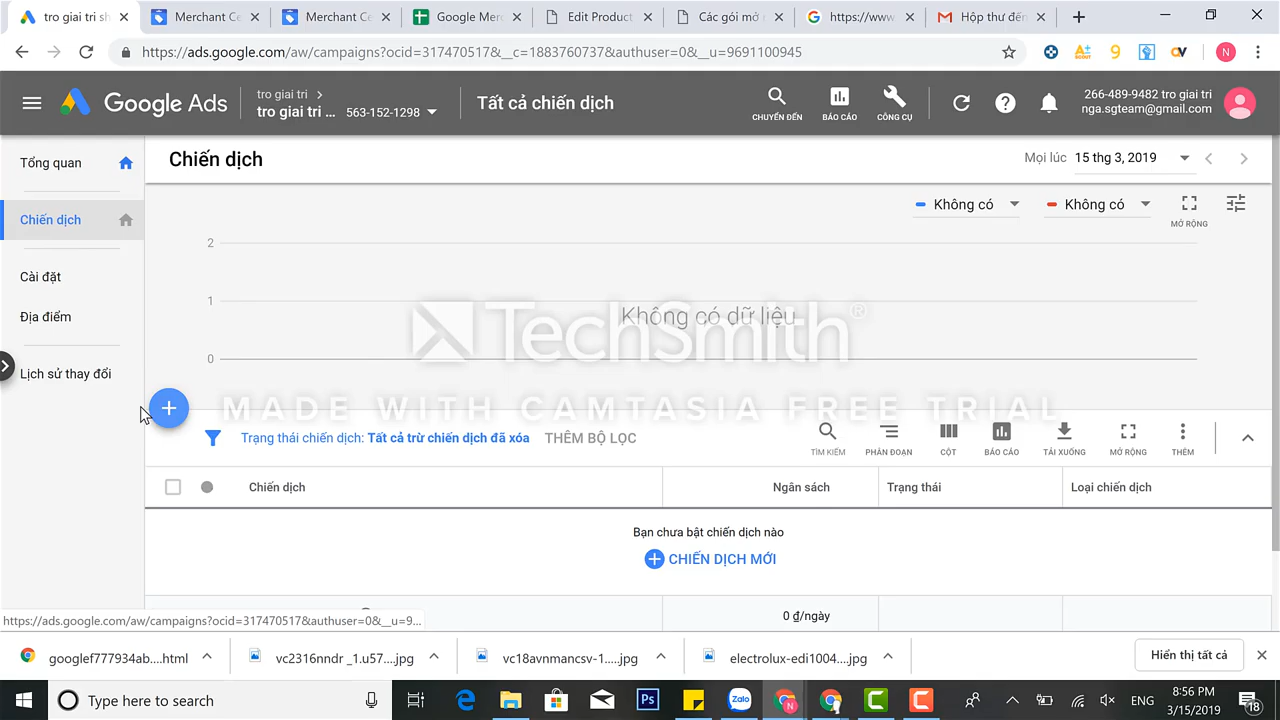 tro giai tri sh
Merchant Ce
Merchant Ce
Google Mer
Edit Product
Các gói mở r
https://www
Hộp thư đến
https://ads.google.com/aw/campaigns?ocid=317470517&__c=1883760737&authuser=0&__u=9691100945
9
N
Google Ads
tro giai tri
tro giai tri ... 563-152-1298
Tất cả chiến dịch
CHUYỂN ĐẾN
BÁO CÁO
CÔNG CỤ
266-489-9482 tro giai tri
nga.sgteam@gmail.com
Tổng quan
Chiến dịch
Cài đặt
Địa điểm
Lịch sử thay đổi
Chiến dịch
Mọi lúc 15 thg 3, 2019
Không có
Không có
MỞ RỘNG
2
1
0
Không có dữ liệu
TechSmith®
MADE WITH CAMTASIA FREE TRIAL
Trạng thái chiến dịch: Tất cả trừ chiến dịch đã xóa THÊM BỘ LỌC
TÌM KIẾM
PHÂN ĐOẠN
CỘT
BÁO CÁO
TẢI XUỐNG
MỞ RỘNG
THÊM
Chiến dịch Ngân sách Trạng thái Loại chiến dịch
Bạn chưa bật chiến dịch nào
CHIẾN DỊCH MỚI
0 ₫/ngày
https://ads.google.com/aw/campaigns?ocid=317470517&authuser=0&__u=9...
googlef777934ab....html
vc2316nndr _1.u57....jpg
vc18avnmancsv-1.....jpg
electrolux-edi1004....jpg
Hiển thị tất cả
Type here to search
Ps
Zalo
N
ENG
8:56 PM
3/15/2019
18